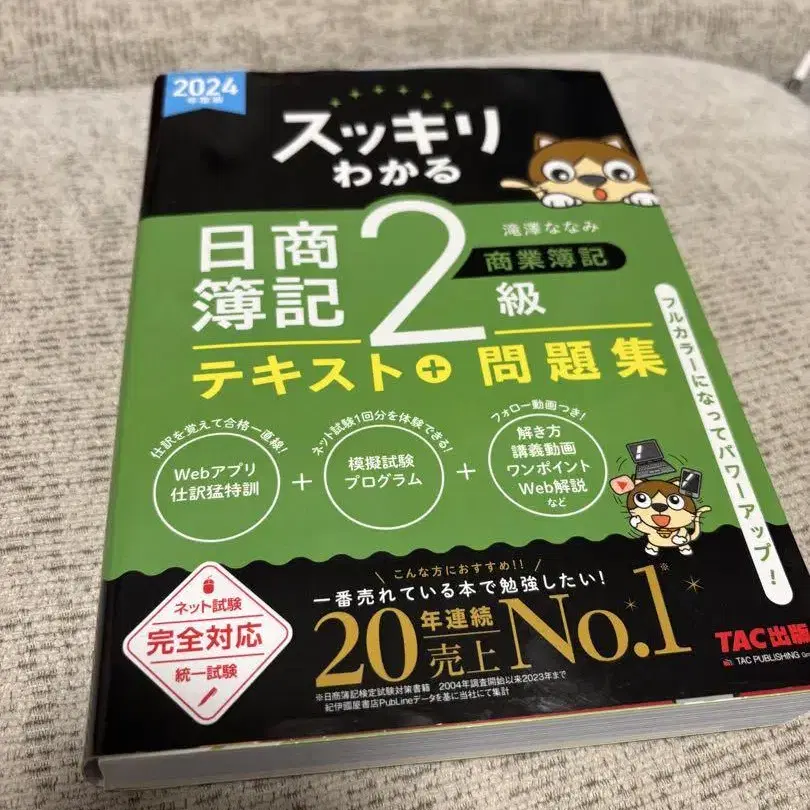 2024
年度版
スッキリ
わかる
滝澤ななみ
日商
簿記
2
級
商業簿記
テキスト+問題集
フルカラーになってパワーアップ!
仕訳を覚えて合格一直線!
Webアプリ
仕訳猛特訓
+
ネット試験1回分を体験できる!
模擬試験
プログラム
+
フォロー動画つき!
解き方
講義動画
ワンポイント
Web解説
など
ネット試験
完全対応
統一試験
こんな方におすすめ!!
一番売れている本で勉強したい!
20年連続売上No.1※
※日商簿記検定試験対策書籍 2004年調査開始以来2023年まで
紀伊國屋書店PubLineデータを基に当社にて集計
TAC出版
TAC PUBLISHING Gr